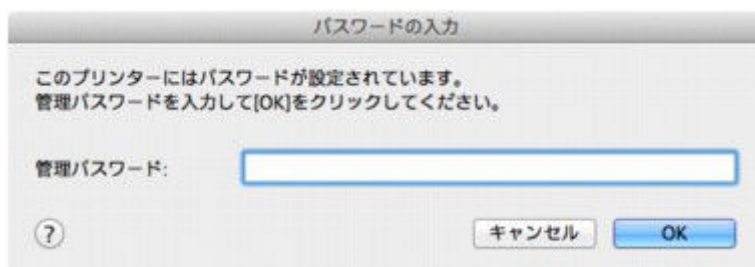 パスワードの入力
このプリンターにはパスワードが設定されています。
管理パスワードを入力して[OK]をクリックしてください。
管理パスワード:
?
キャンセル
OK